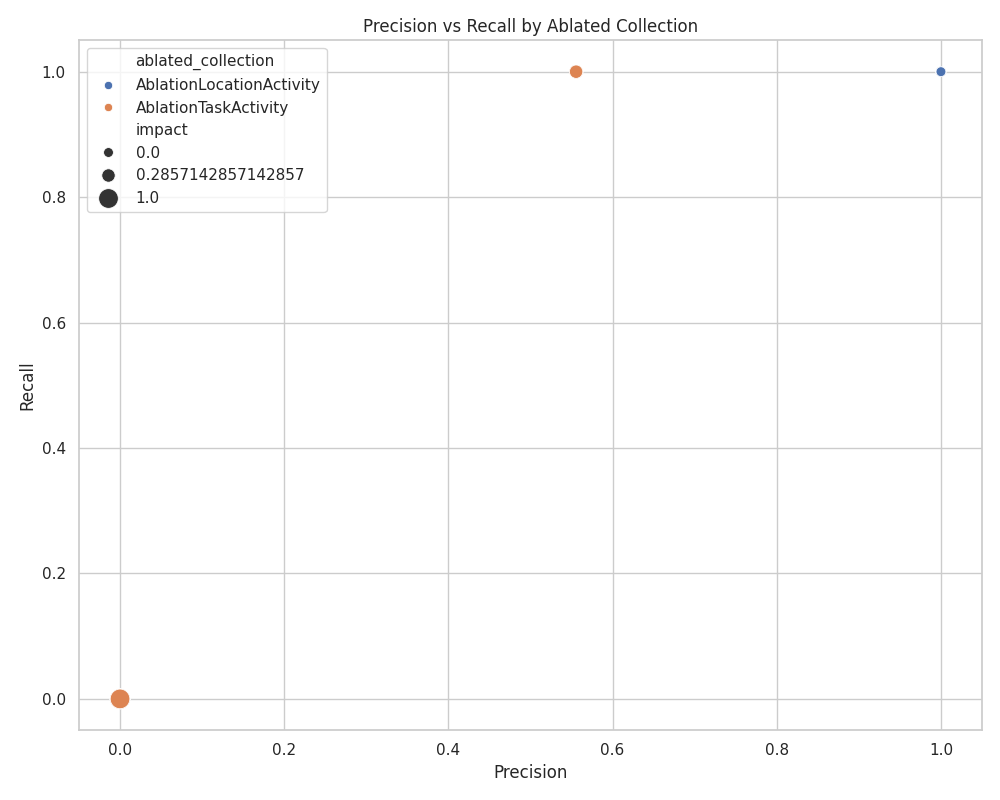 Precision vs Recall by Ablated Collection
ablated_collection
AblationLocationActivity
AblationTaskActivity
impact
0.0
0.2857142857142857
1.0
Recall
1.0
0.8
0.6
0.4
0.2
0.0
0.0 0.2 0.4 0.6 0.8 1.0
Precision